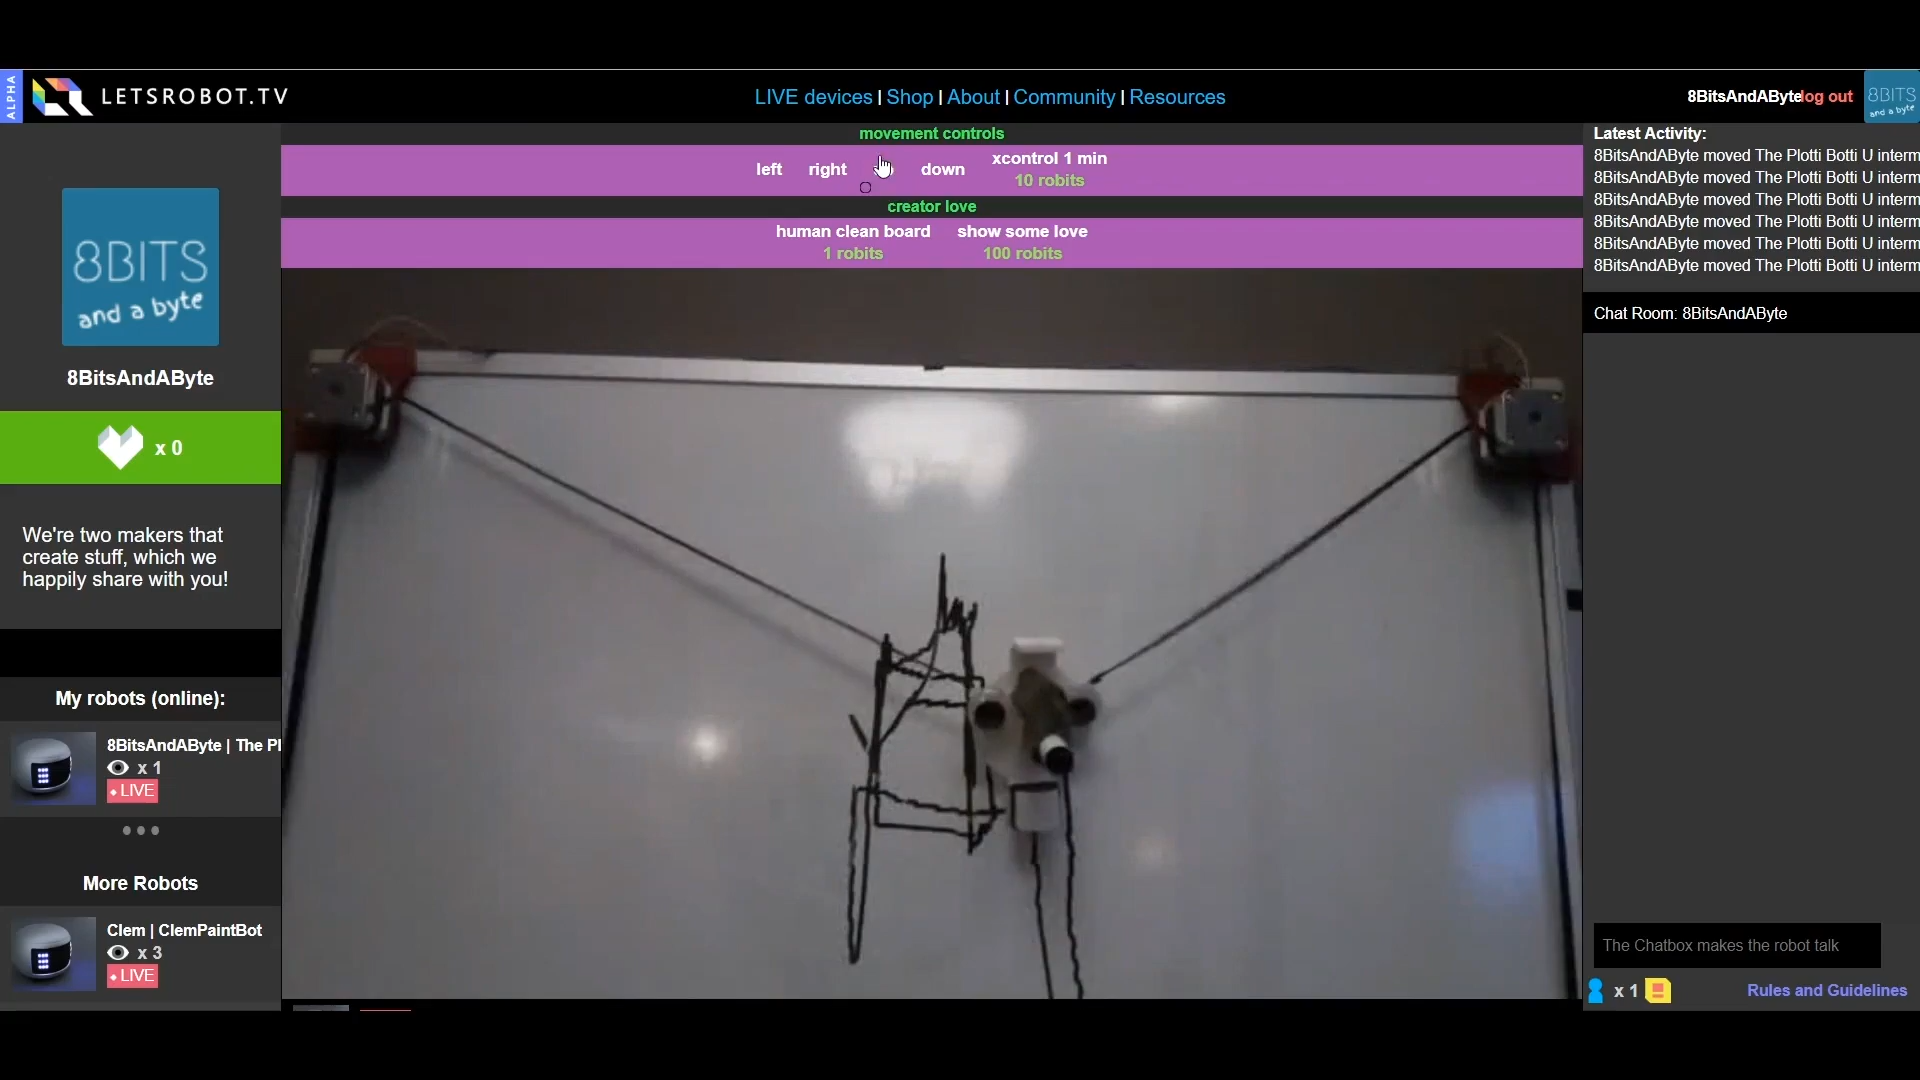 ALPHA
LETSROBOT.TV
LIVE devices | Shop | About | Community | Resources
8BitsAndAByte
log out
8BITS
and a byte
movement controls
left right down xcontrol 1 min
10 robits
creator love
human clean board show some love
1 robits 100 robits
8BITS
and a byte
8BitsAndAByte
x 0
We're two makers that
create stuff, which we
happily share with you!
My robots (online):
8BitsAndAByte | The Pl
x 1
LIVE
More Robots
Clem | ClemPaintBot
x 3
LIVE
Latest Activity:
8BitsAndAByte moved The Plotti Botti U interm
8BitsAndAByte moved The Plotti Botti U interm
8BitsAndAByte moved The Plotti Botti U interm
8BitsAndAByte moved The Plotti Botti U interm
8BitsAndAByte moved The Plotti Botti U interm
8BitsAndAByte moved The Plotti Botti U interm
Chat Room: 8BitsAndAByte
The Chatbox makes the robot talk
x 1
Rules and Guidelines